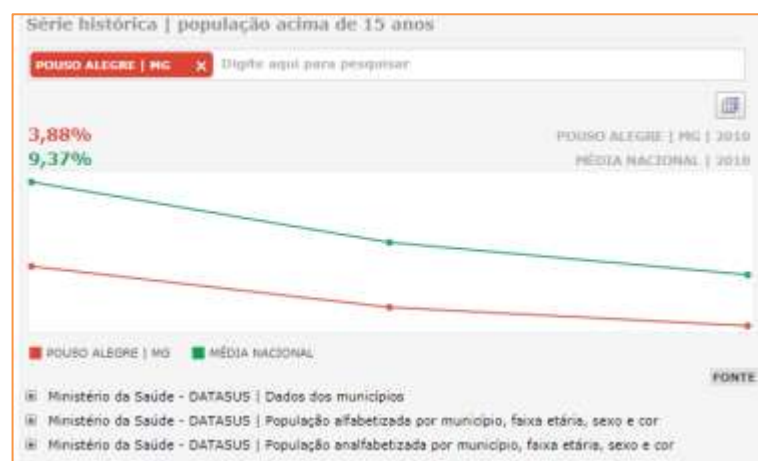 Série histórica | população acima de 15 anos
POUSO ALEGRE | MG X Digite aqui para pesquisar
3,88% POUSO ALEGRE | MG | 2010
9,37% MÉDIA NACIONAL | 2010
POUSO ALEGRE | MG MÉDIA NACIONAL
FONTE
Ministério da Saúde - DATASUS | Dados dos municípios
Ministério da Saúde - DATASUS | População alfabetizada por município, faixa etária, sexo e cor
Ministério da Saúde - DATASUS | População analfabetizada por município, faixa etária, sexo e cor